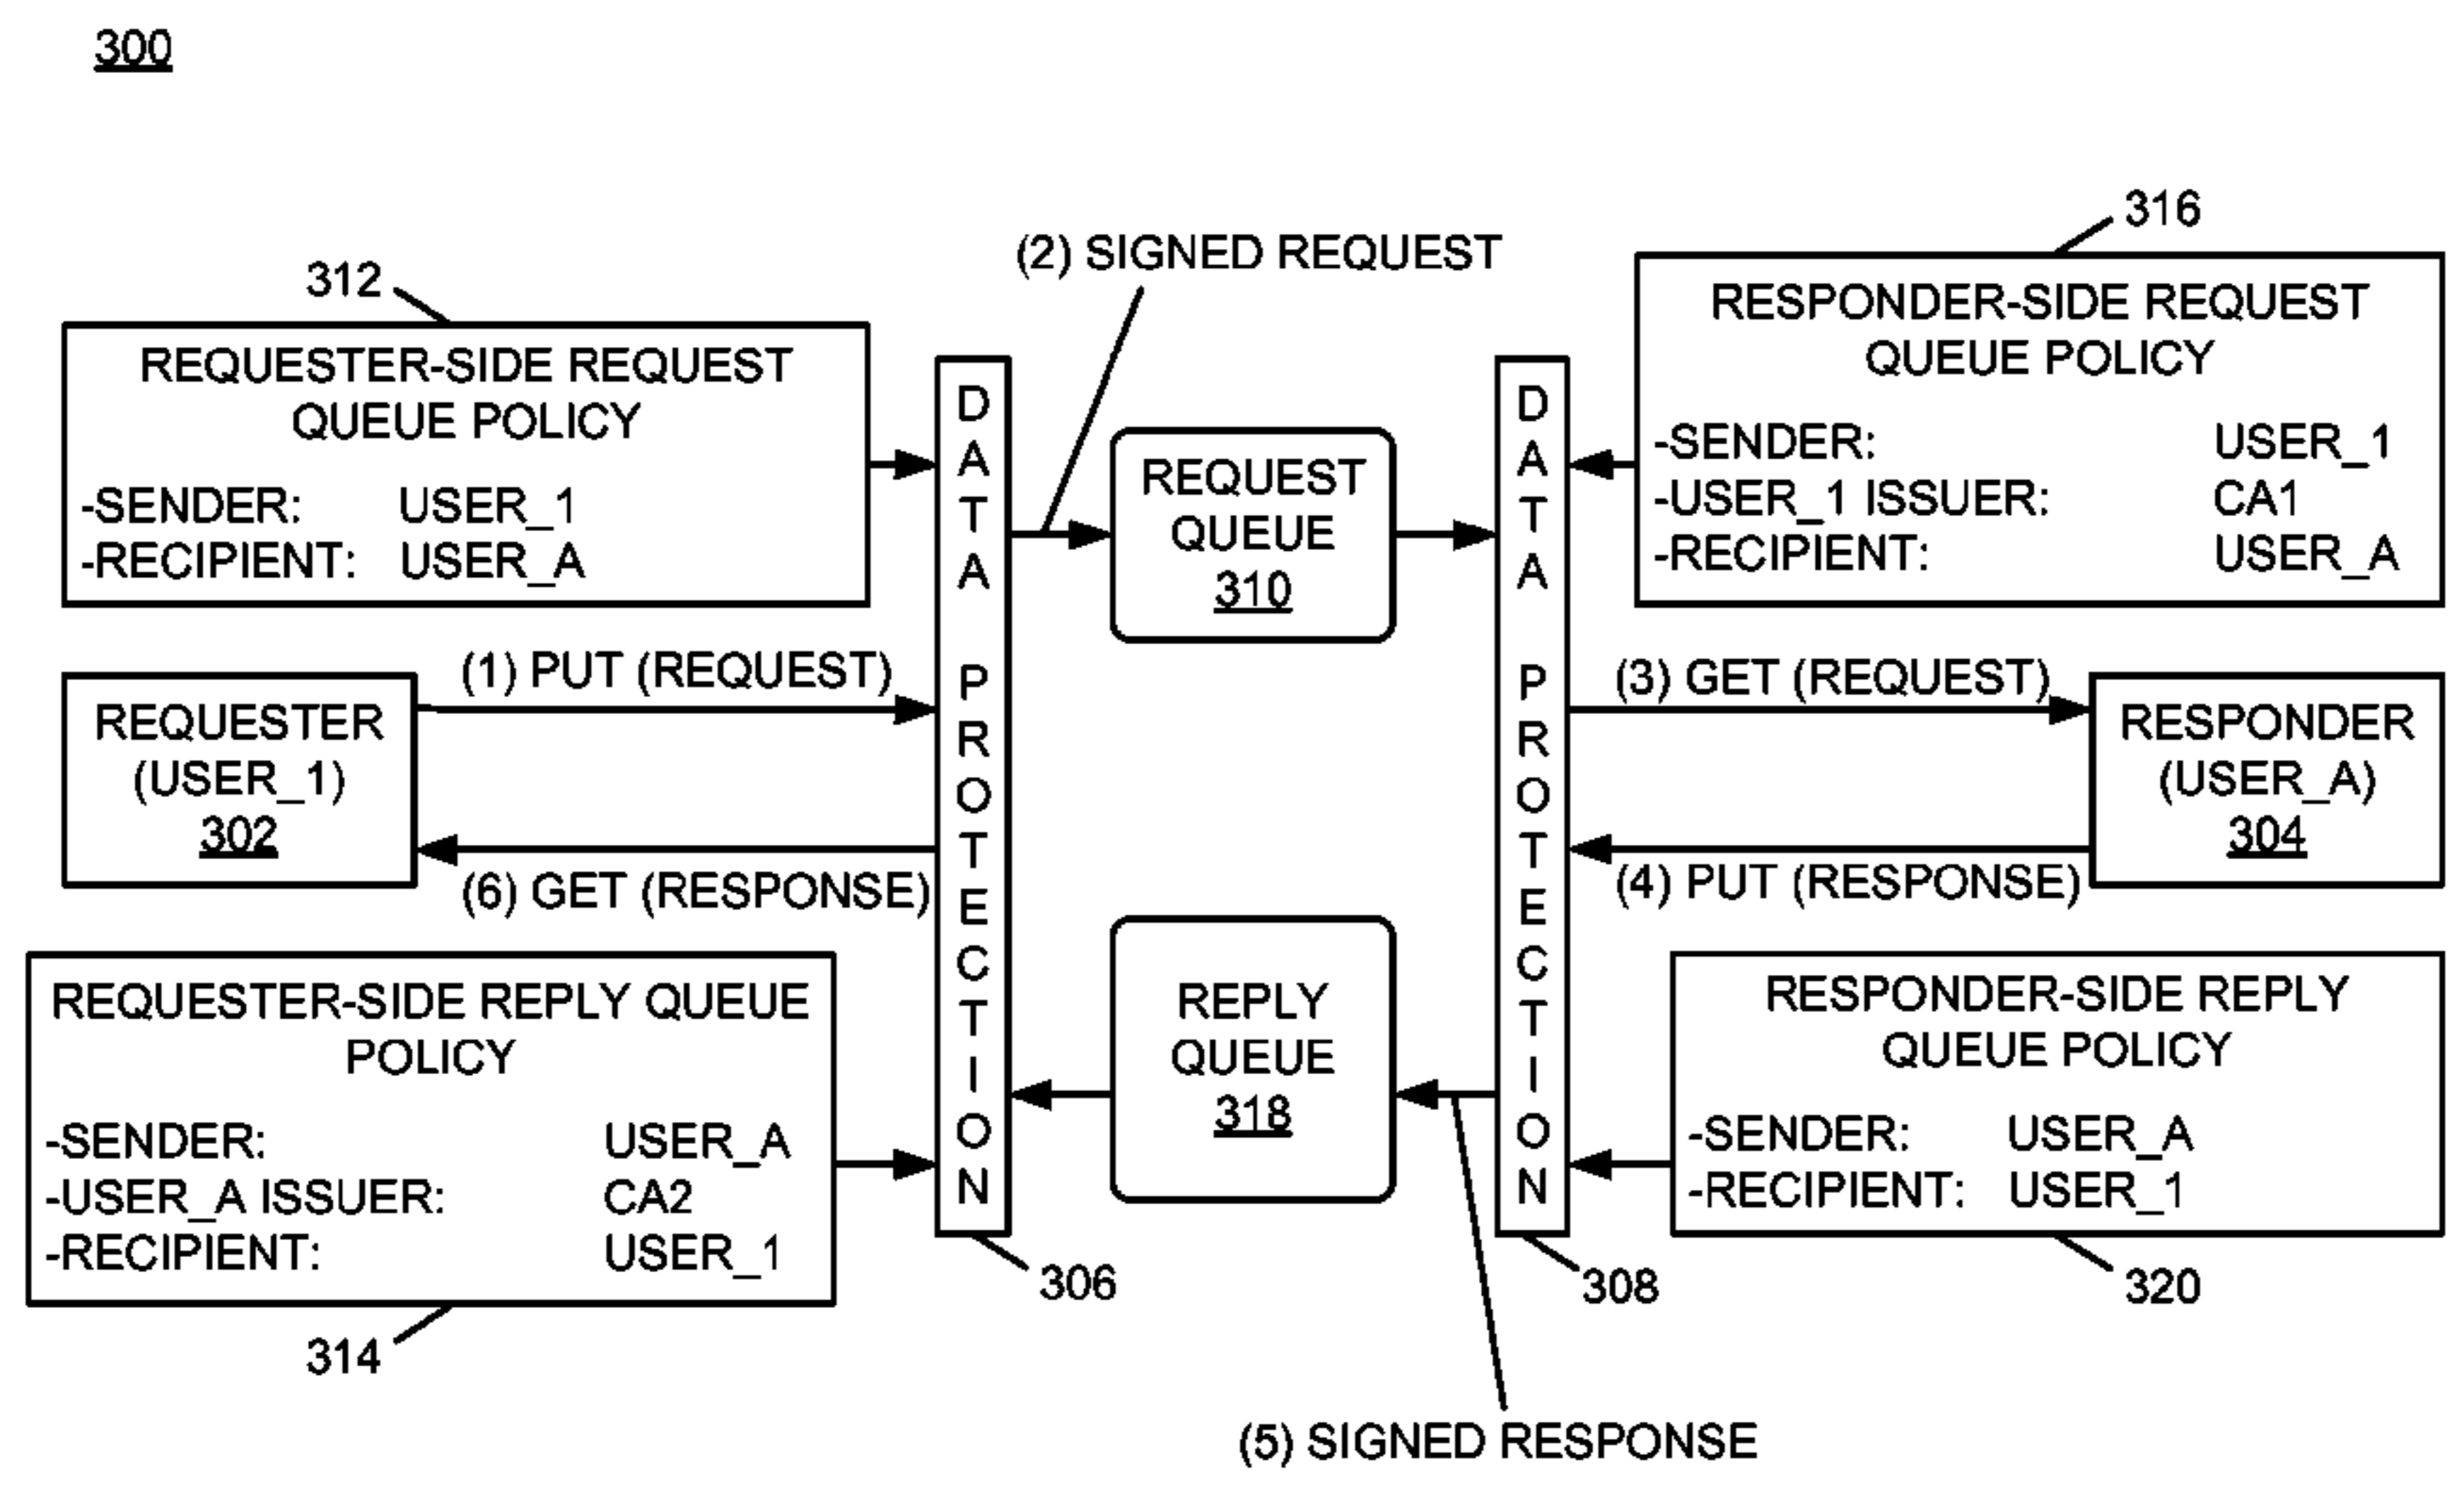 300
316
(2) SIGNED REQUEST
312
RESPONDER-SIDE REQUEST
QUEUE POLICY
-SENDER: USER_1
-USER_1 ISSUER: CA1
-RECIPIENT: USER_A
REQUESTER-SIDE REQUEST
QUEUE POLICY
-SENDER: USER_1
-RECIPIENT: USER_A
DATA PROTECTION
REQUEST
QUEUE
310
DATA PROTECTION
(1) PUT (REQUEST)
(3) GET (REQUEST)
REQUESTER
(USER_1)
302
RESPONDER
(USER_A)
304
(6) GET (RESPONSE)
(4) PUT (RESPONSE)
REQUESTER-SIDE REPLY QUEUE
POLICY
-SENDER: USER_A
-USER_A ISSUER: CA2
-RECIPIENT: USER_1
REPLY
QUEUE
318
RESPONDER-SIDE REPLY
QUEUE POLICY
-SENDER: USER_A
-RECIPIENT: USER_1
306
308
320
314
(5) SIGNED RESPONSE